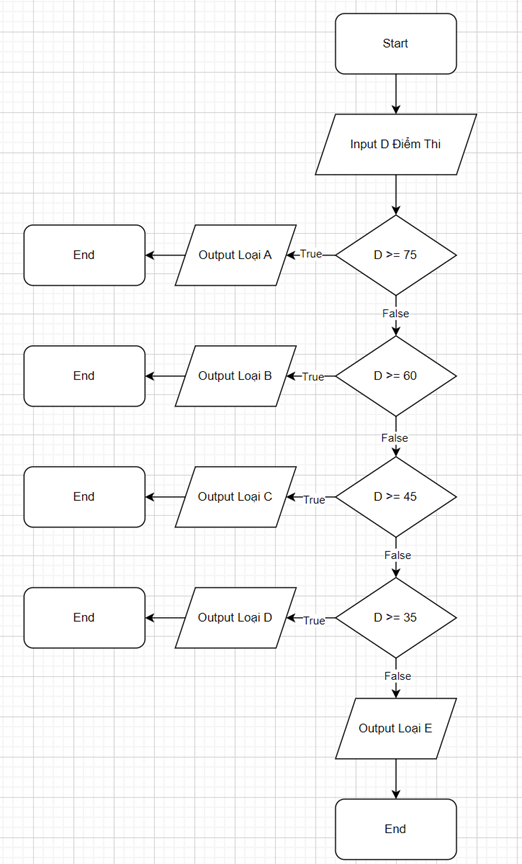 Start
Input D Điểm Thi
End
Output Loại A
True
D >= 75
False
End
Output Loại B
True
D >= 60
False
End
Output Loại C
True
D >= 45
False
End
Output Loại D
True
D >= 35
False
Output Loại E
End